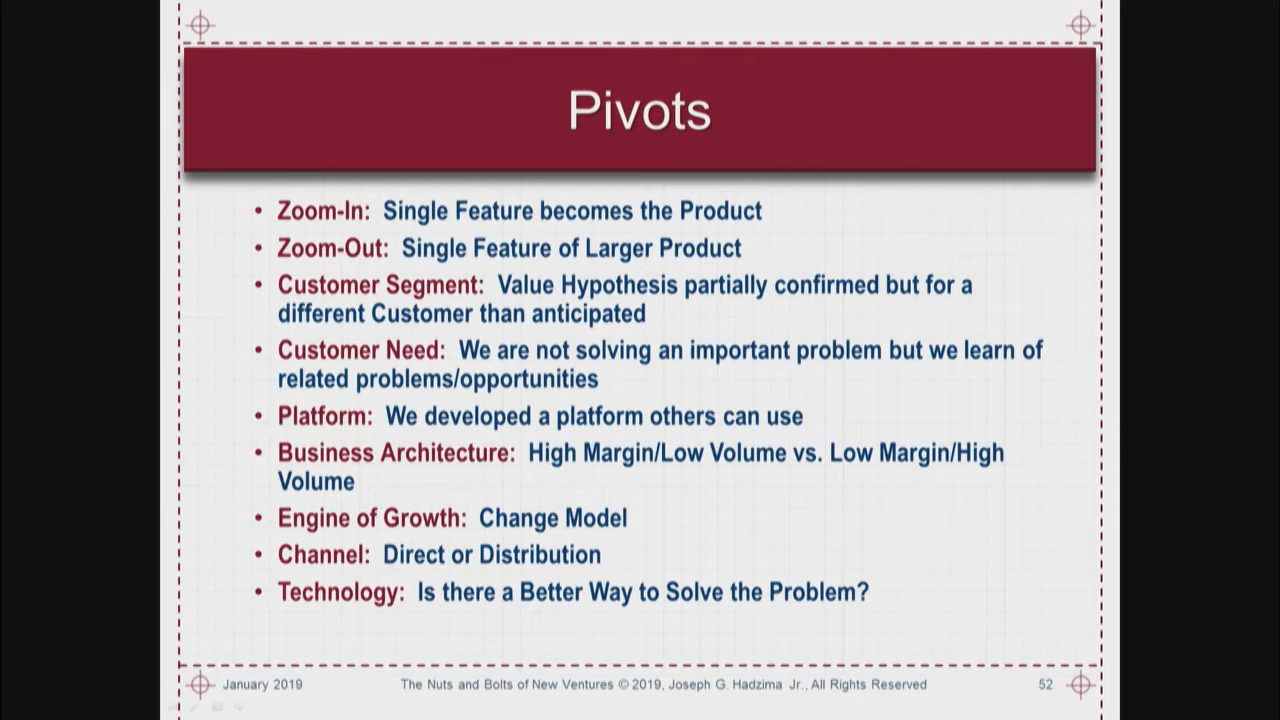 Pivots
• Zoom-In: Single Feature becomes the Product
• Zoom-Out: Single Feature of Larger Product
• Customer Segment: Value Hypothesis partially confirmed but for a
different Customer than anticipated
• Customer Need: We are not solving an important problem but we learn of
related problems/opportunities
• Platform: We developed a platform others can use
• Business Architecture: High Margin/Low Volume vs. Low Margin/High
Volume
• Engine of Growth: Change Model
• Channel: Direct or Distribution
• Technology: Is there a Better Way to Solve the Problem?
January 2019 The Nuts and Bolts of New Ventures © 2019, Joseph G. Hadzima Jr., All Rights Reserved 52